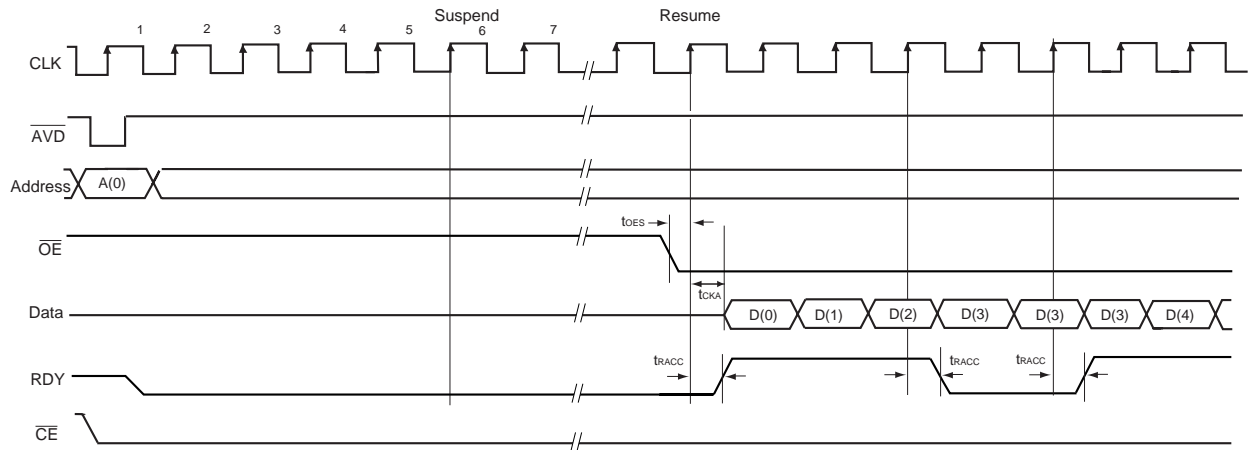 Suspend Resume
1 2 3 4 5 6 7
CLK
AVD
A(0)
Address
tOES
OE
tCKA
Data D(0) D(1) D(2) D(3) D(3) D(3) D(4)
tRACC tRACC tRACC
RDY
CE